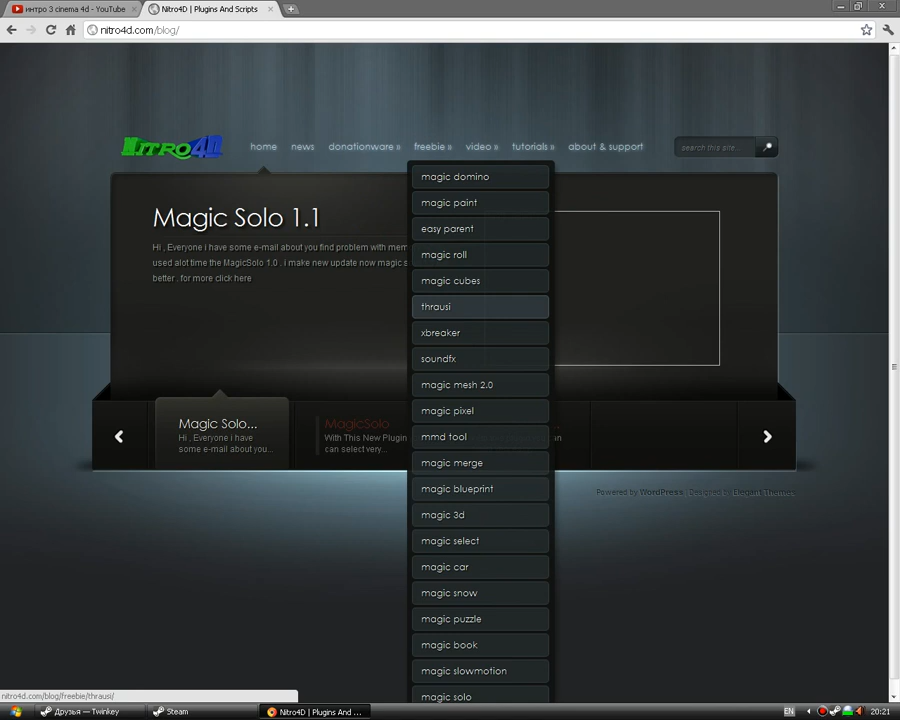 интро 3 cinema 4d - YouTube
Nitro4D | Plugins And Scripts
nitro4d.com/blog/
NITRO4D
home
news
donationware »
freebie »
video »
tutorials »
about & support
search this site...
magic domino
magic paint
easy parent
magic roll
magic cubes
thrausi
xbreaker
soundfx
magic mesh 2.0
magic pixel
mmd tool
magic merge
magic blueprint
magic 3d
magic select
magic car
magic snow
magic puzzle
magic book
magic slowmotion
magic solo
Magic Solo 1.1
Hi , Everyone i have some e-mail about you find problem with mem
used alot time the MagicSolo 1.0 . i make new update now magic s
better , for more click here
Magic Solo...
Hi , Everyone i have
some e-mail about you...
MagicSolo
With This New Plugin
can select very...
Powered by WordPress | Designed by Elegant Themes
nitro4d.com/blog/freebie/thrausi/
Друзья — Twinkey
Steam
Nitro4D | Plugins And ...
EN
20:21